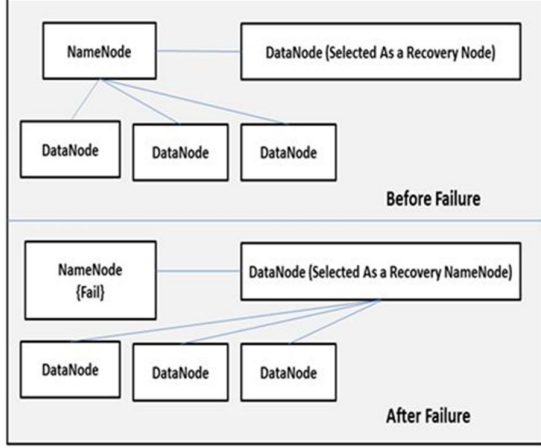 NameNode
DataNode (Selected As a Recovery Node)
DataNode
DataNode
DataNode
Before Failure
NameNode
{Fail}
DataNode (Selected As a Recovery NameNode)
DataNode
DataNode
DataNode
After Failure